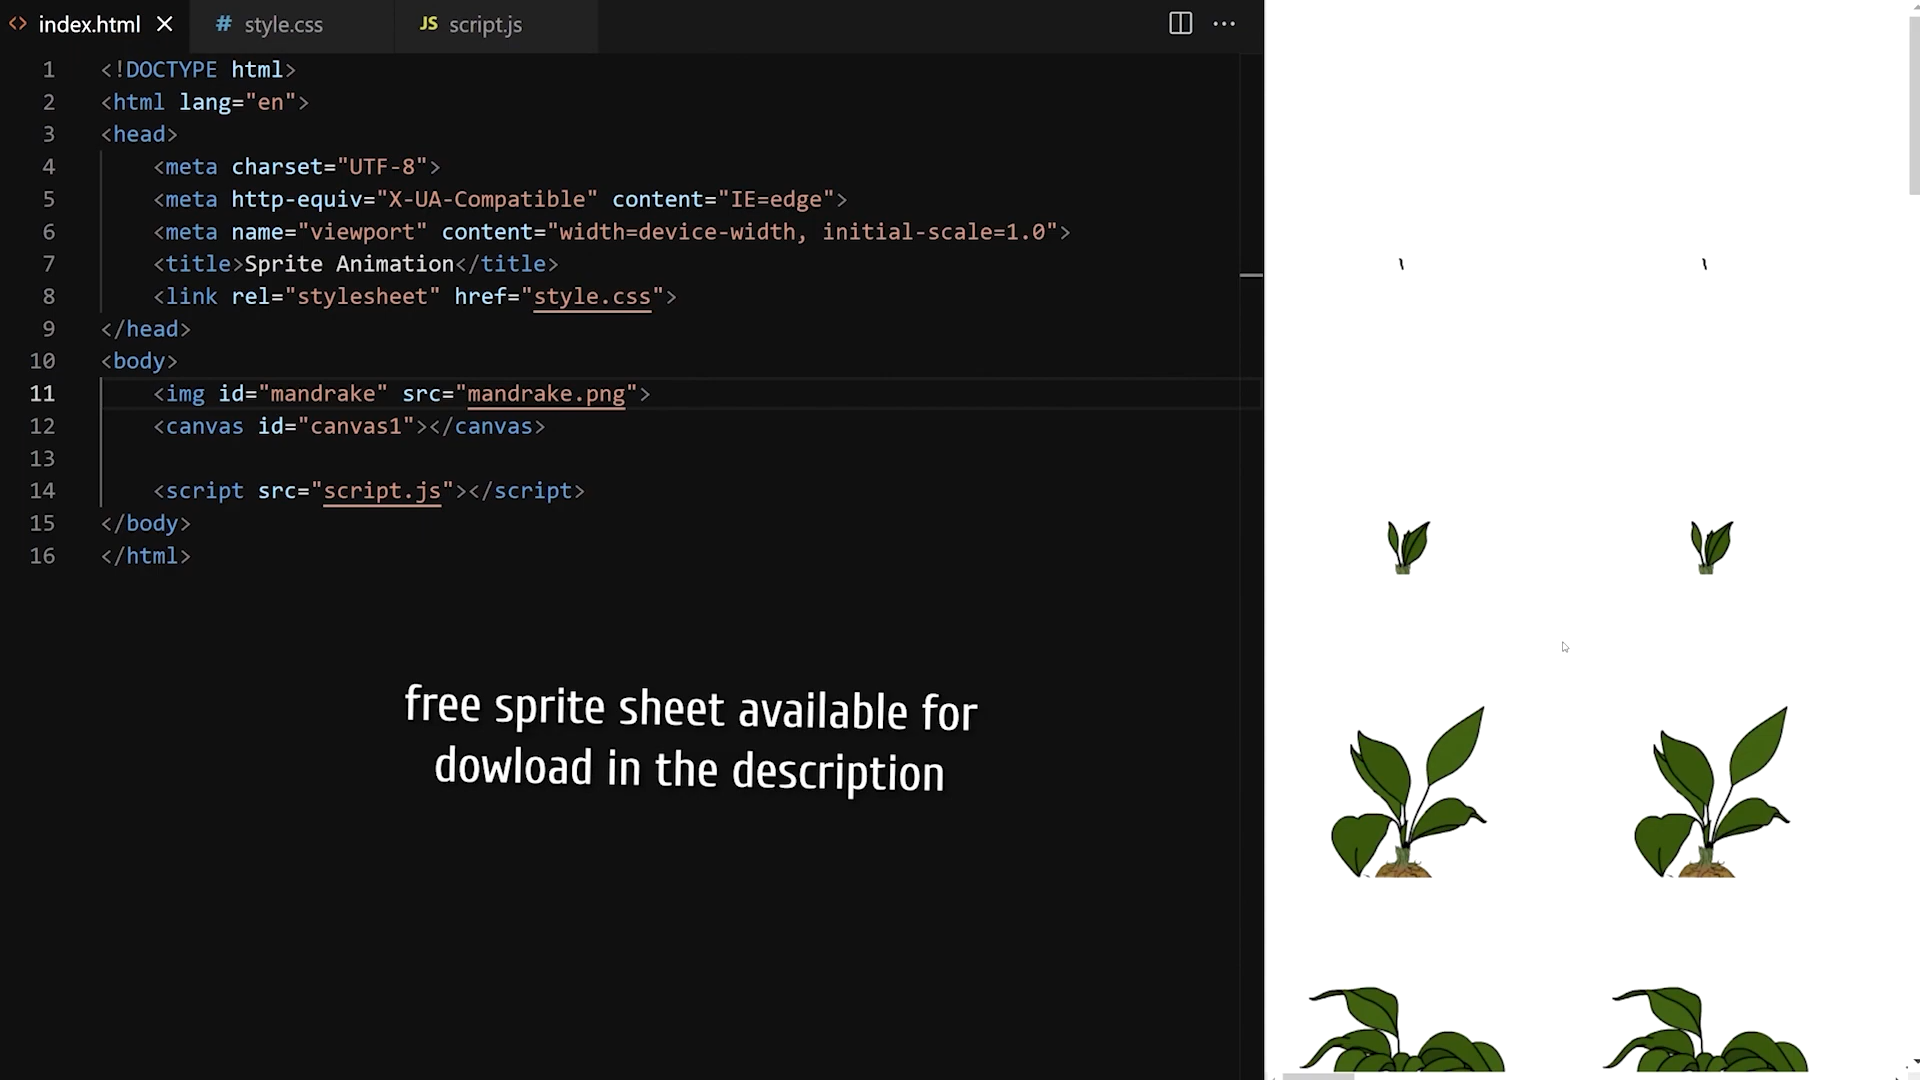 index.html
# style.css
JS script.js
1 <!DOCTYPE html>
2 <html lang="en">
3 <head>
4 <meta charset="UTF-8">
5 <meta http-equiv="X-UA-Compatible" content="IE=edge">
6 <meta name="viewport" content="width=device-width, initial-scale=1.0">
7 <title>Sprite Animation</title>
8 <link rel="stylesheet" href="style.css">
9 </head>
10 <body>
11 <img id="mandrake" src="mandrake.png">
12 <canvas id="canvas1"></canvas>
13
14 <script src="script.js"></script>
15 </body>
16 </html>
free sprite sheet available for
dowload in the description